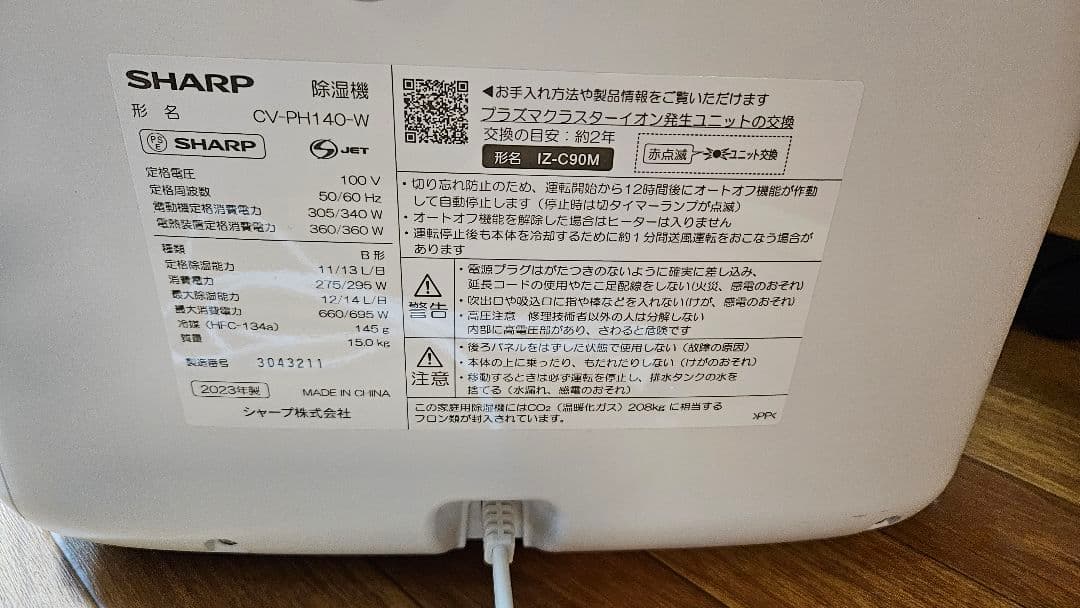 SHARP 除湿機
形 名 CV-PH140-W
PSE SHARP S JET
定格電圧 100 V
定格周波数 50/60 Hz
電動機定格消費電力 305/340 W
電熱装置定格消費電力 360/360 W
種類 B 形
定格除湿能力 11/13 L/日
消費電力 275/295 W
最大除湿能力 12/14 L/日
最大消費電力 660/695 W
冷媒 (HFC-134a) 145 g
質量 15.0 kg
製造番号 3043211
2023年製 MADE IN CHINA
シャープ株式会社
◀お手入れ方法や製品情報をご覧いただけます
プラズマクラスターイオン発生ユニットの交換
交換の目安：約2年
形名 IZ-C90M
赤点滅 ユニット交換
・切り忘れ防止のため、運転開始から12時間後にオートオフ機能が作動
して自動停止します（停止時は切タイマーランプが点滅）
・オートオフ機能を解除した場合はヒーターは入りません
・運転停止後も本体を冷却するために約1分間送風運転をおこなう場合が
あります
警告
・電源プラグはがたつきのないように確実に差し込み、
延長コードの使用やたこ足配線をしない(火災、感電のおそれ)
・吹出口や吸込口に指や棒などを入れない(けが、感電のおそれ)
・高圧注意 修理技術者以外の人は分解しない
内部に高電圧部があり、さわると危険です
注意
・後ろパネルをはずした状態で使用しない（故障の原因）
・本体の上に乗ったり、もたれたりしない（けがのおそれ）
・移動するときは必ず運転を停止し、排水タンクの水を
捨てる（水漏れ、感電のおそれ）
この家庭用除湿機にはCO₂（温暖化ガス）208kg に相当する
フロン類が封入されています。
>PP<